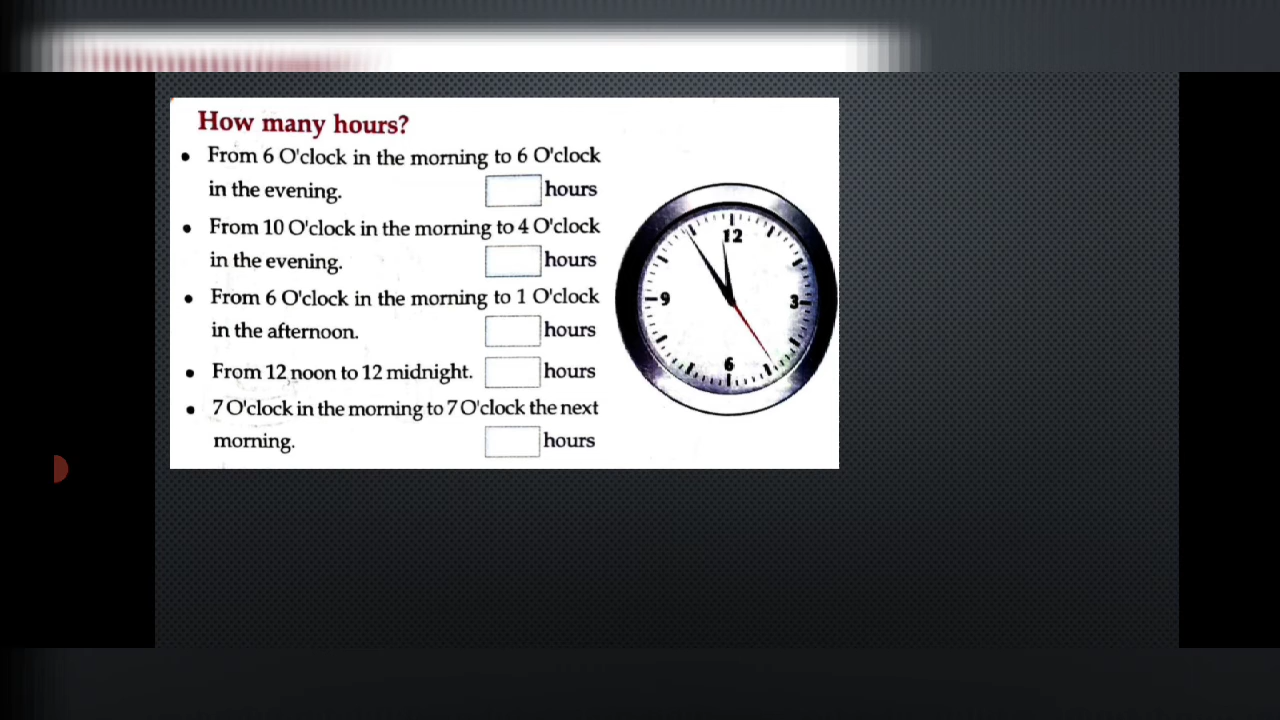 How many hours?
• From 6 O'clock in the morning to 6 O'clock
in the evening. hours
• From 10 O'clock in the morning to 4 O'clock
in the evening. hours
• From 6 O'clock in the morning to 1 O'clock
in the afternoon. hours
• From 12 noon to 12 midnight. hours
• 7 O'clock in the morning to 7 O'clock the next
morning. hours
12
9
3
6